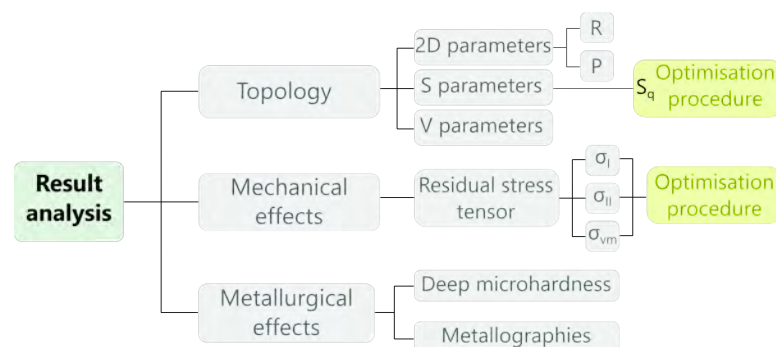 Result
analysis
Topology
2D parameters
R
P
S parameters
Sq
Optimisation
procedure
V parameters
Mechanical
effects
Residual stress
tensor
σI
σII
σvm
Optimisation
procedure
Metallurgical
effects
Deep microhardness
Metallographies